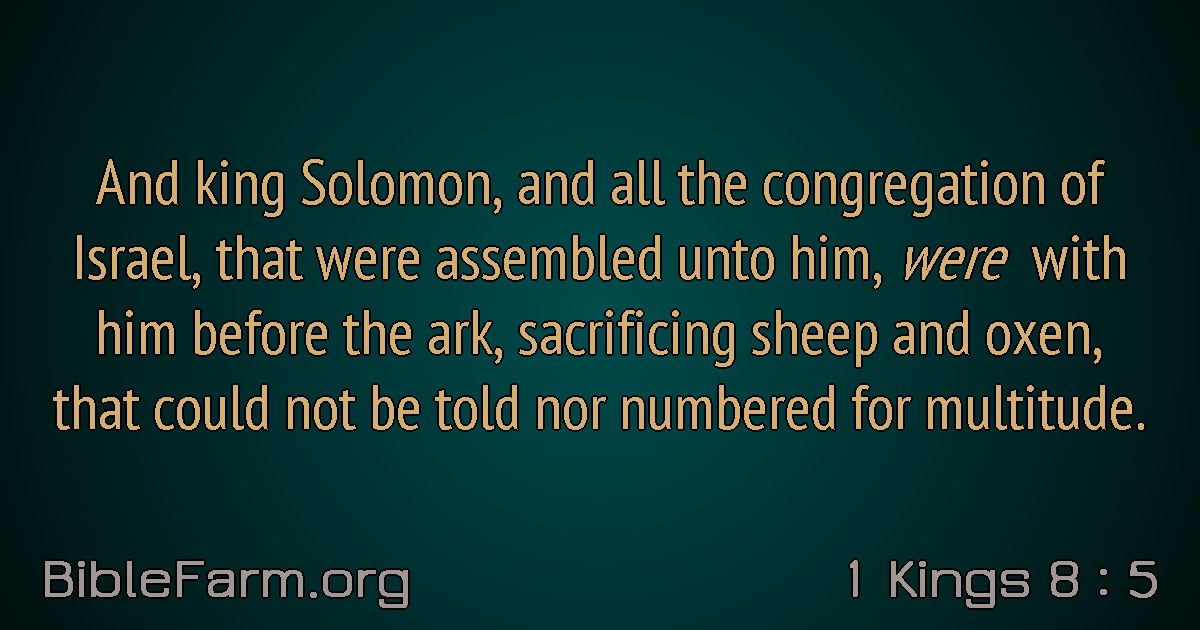 And king Solomon, and all the congregation of
Israel, that were assembled unto him, were with
him before the ark, sacrificing sheep and oxen,
that could not be told nor numbered for multitude.
BibleFarm.org
1 Kings 8 : 5